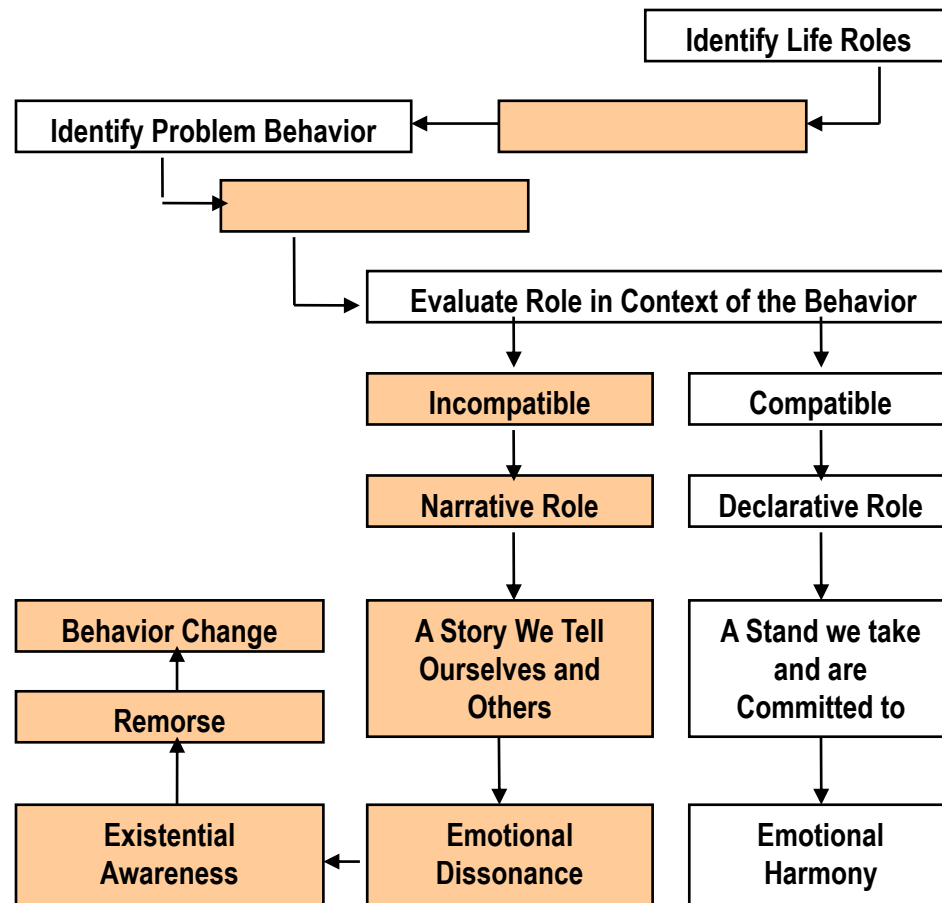 Identify Life Roles
Identify Problem Behavior
Evaluate Role in Context of the Behavior
Incompatible
Compatible
Narrative Role
Declarative Role
Behavior Change
A Story We Tell
Ourselves and
Others
A Stand we take
and are
Committed to
Remorse
Existential
Awareness
Emotional
Dissonance
Emotional
Harmony